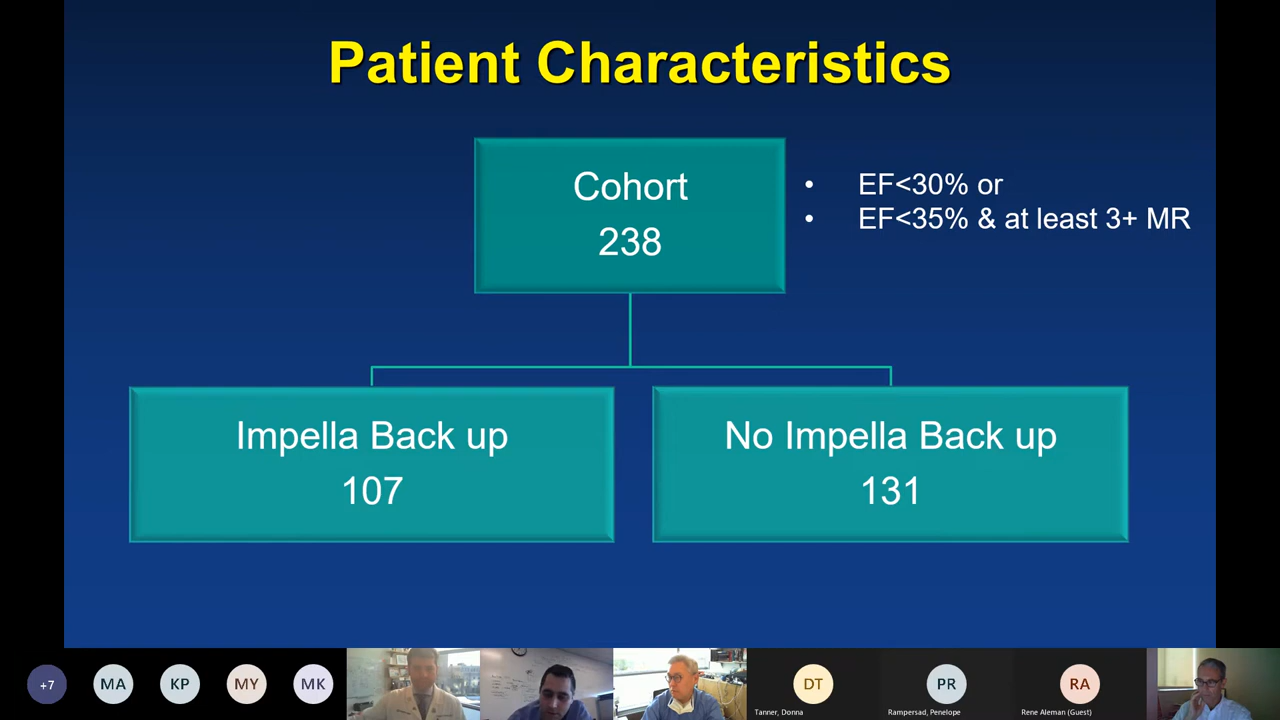 Patient Characteristics
Cohort
238
• EF<30% or
• EF<35% & at least 3+ MR
Impella Back up
107
No Impella Back up
131
+7
MA
KP
MY
MK
DT
Tanner, Donna
PR
Rampersad, Penelope
RA
Rene Aleman (Guest)